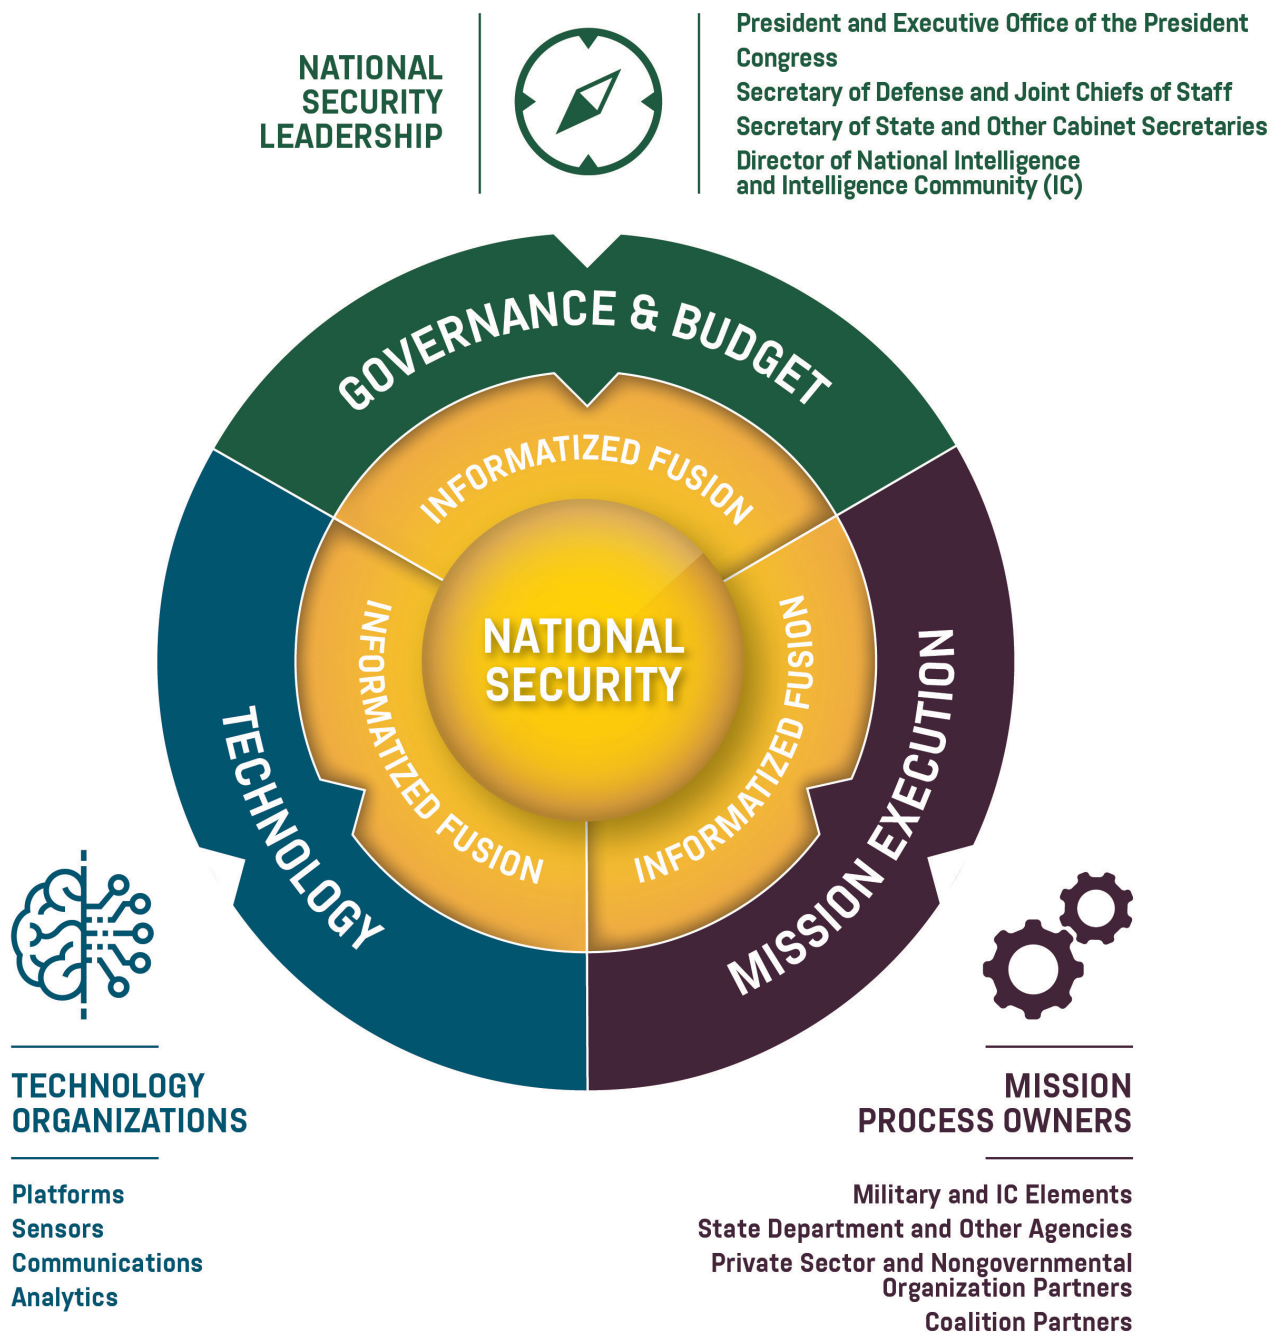 NATIONAL
SECURITY
LEADERSHIP
President and Executive Office of the President
Congress
Secretary of Defense and Joint Chiefs of Staff
Secretary of State and Other Cabinet Secretaries
Director of National Intelligence
and Intelligence Community (IC)
GOVERNANCE & BUDGET
INFORMATIZED FUSION
NATIONAL
SECURITY
INFORMATIZED FUSION
INFORMATIZED FUSION
TECHNOLOGY
MISSION EXECUTION
TECHNOLOGY
ORGANIZATIONS
Platforms
Sensors
Communications
Analytics
MISSION
PROCESS OWNERS
Military and IC Elements
State Department and Other Agencies
Private Sector and Nongovernmental
Organization Partners
Coalition Partners